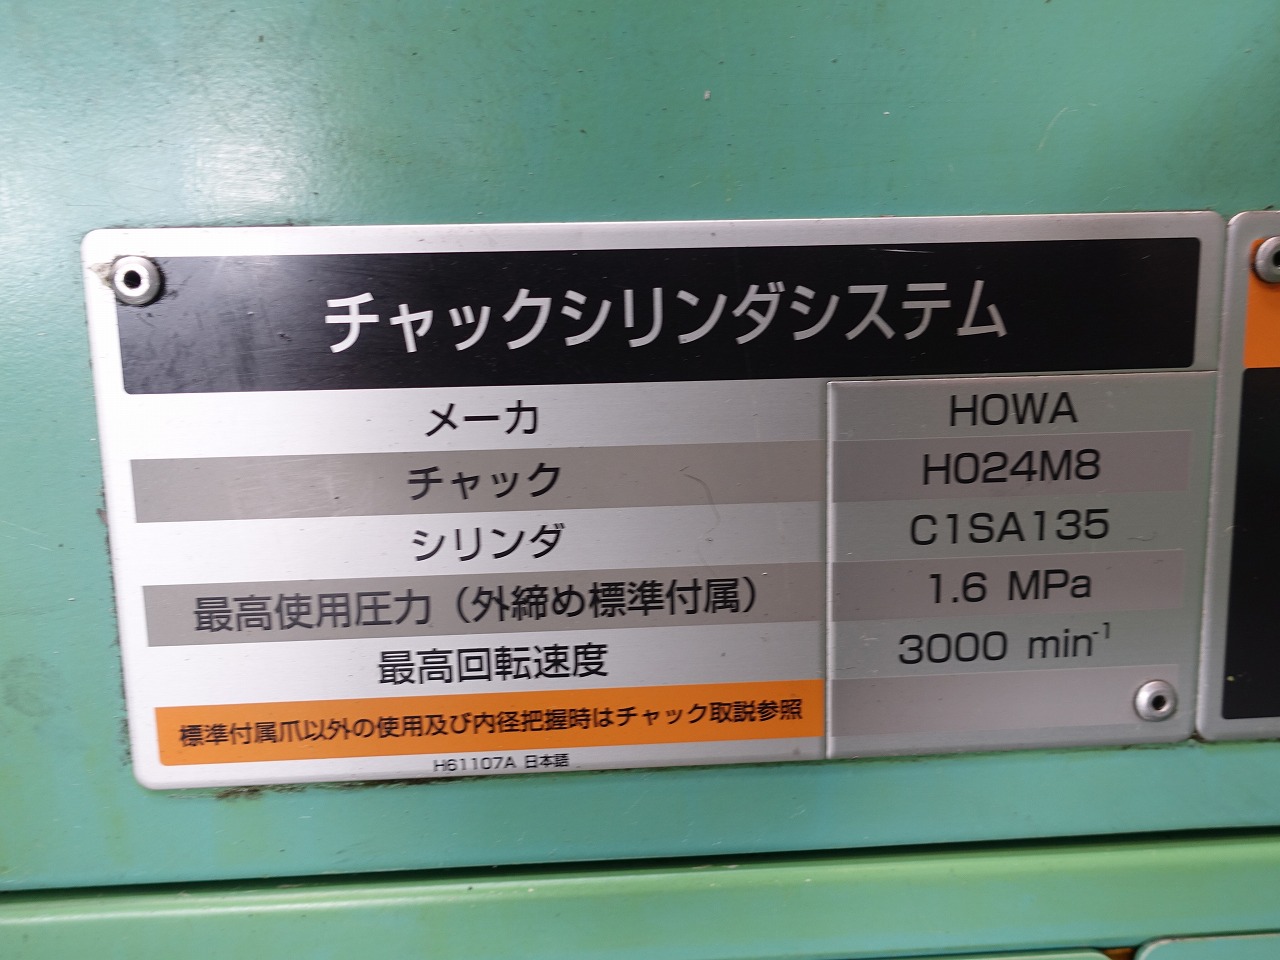 チャックシリンダシステム
メーカ HOWA
チャック H024M8
シリンダ C1SA135
最高使用圧力（外締め標準付属） 1.6 MPa
最高回転速度 3000 min-1
標準付属爪以外の使用及び内径把握時はチャック取説参照
H61107A 日本語